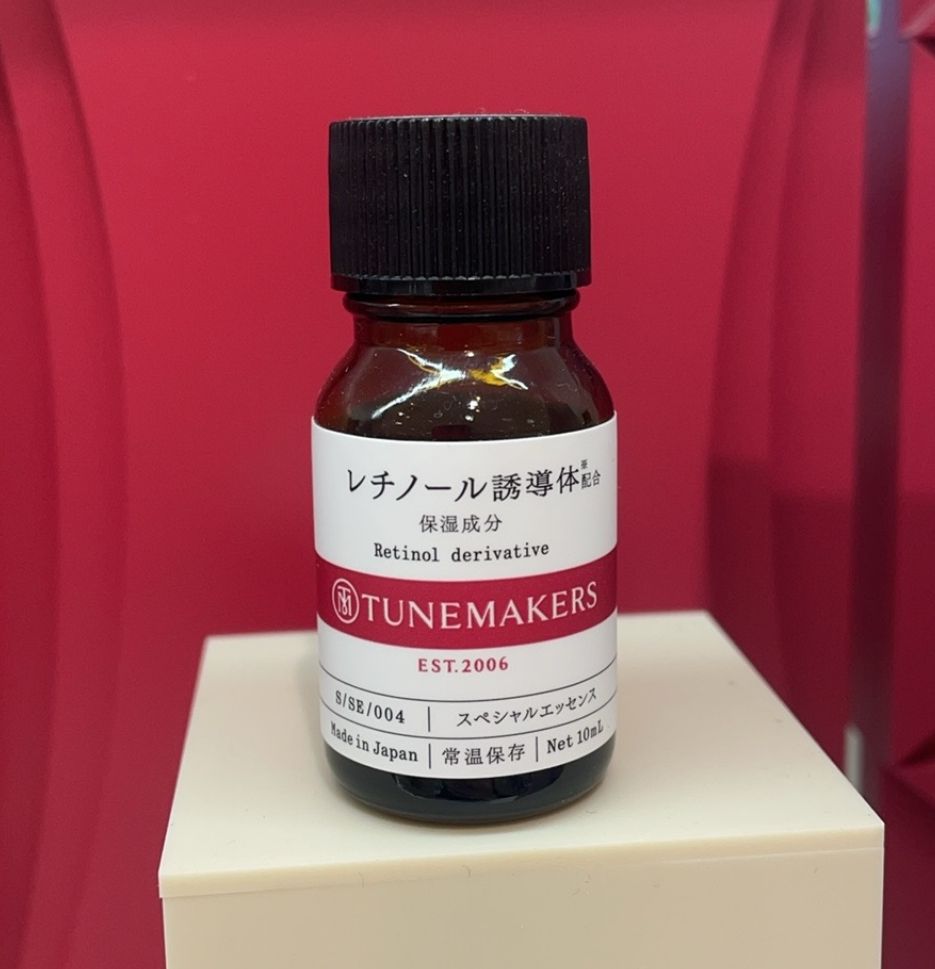 レチノール誘導体※配合
保湿成分
Retinol derivative
TM TUNEMAKERS
EST.2006
S/SE/004 | スペシャルエッセンス
Made in Japan | 常温保存 | Net 10mL